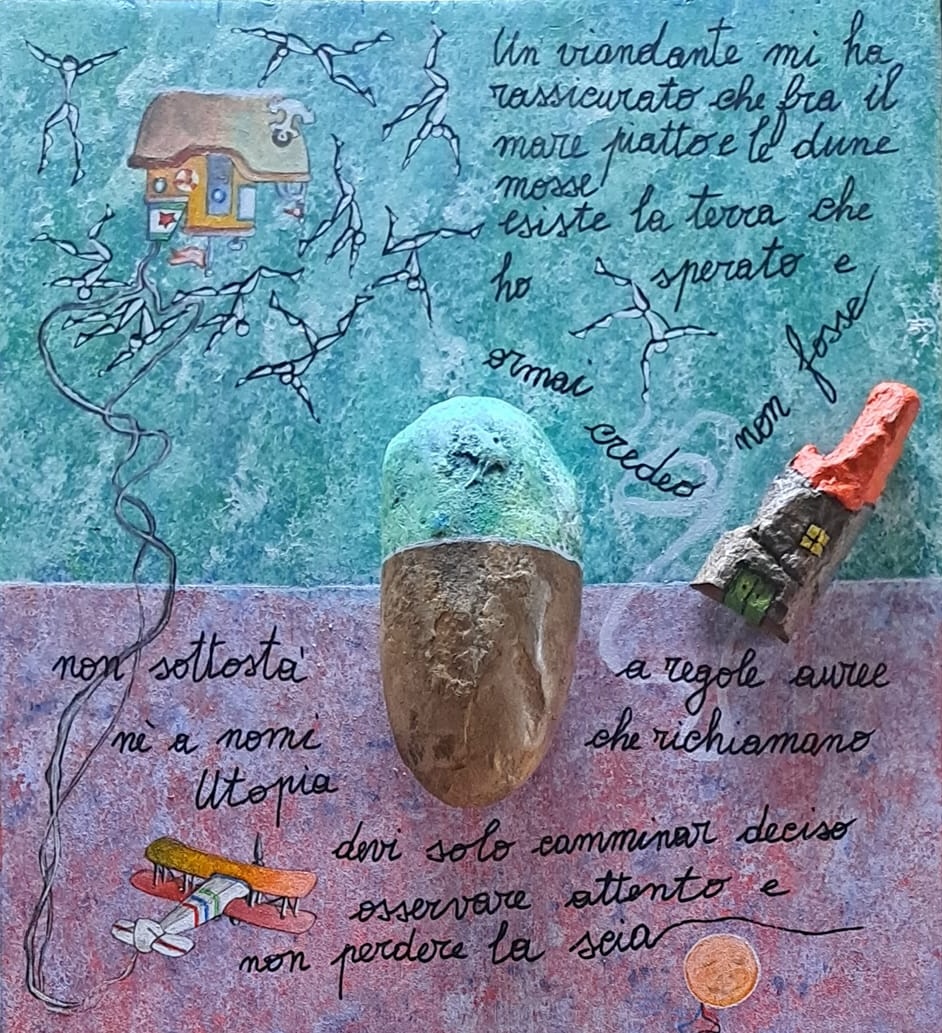 Un viandante mi ha
rassicurato che fra il
mare piatto e le dune
mosse
esiste la terra che
ho sperato e
ormai credeo non fosse
non sottostà a regole auree
nè a nomi che richiamano
Utopia
devi solo camminar deciso
osservare attento e
non perdere la scia